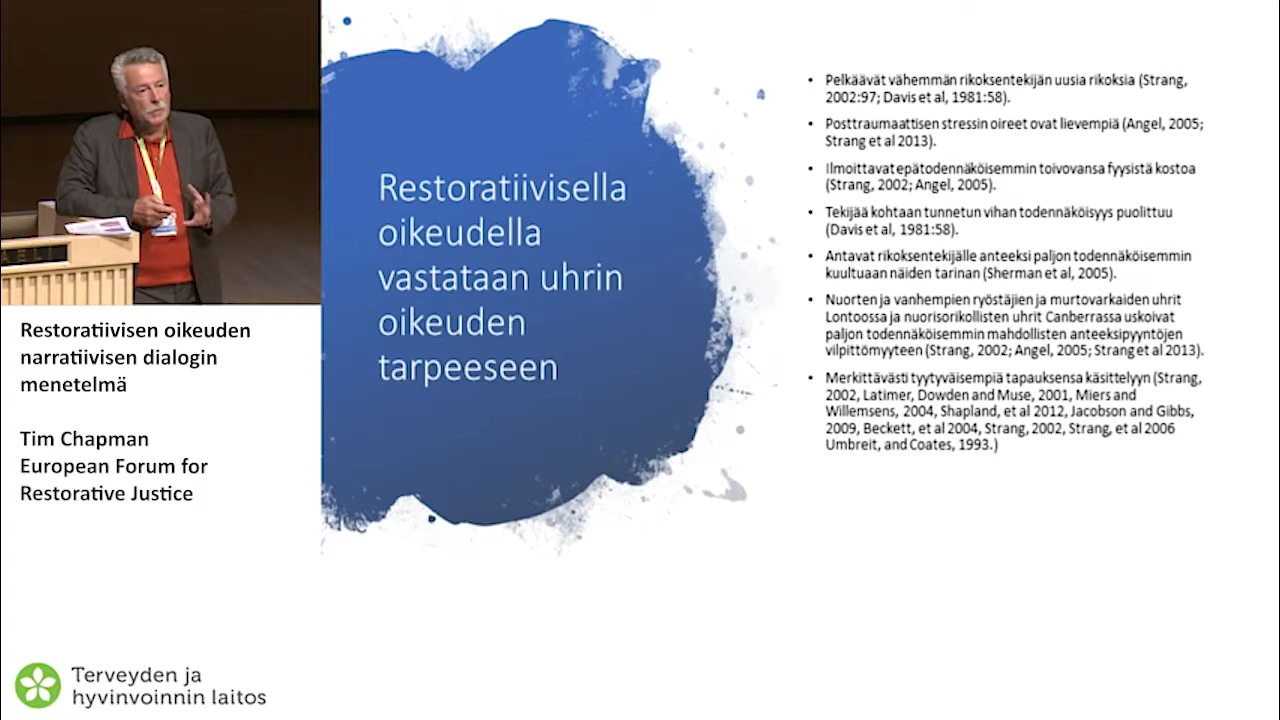 Restoratiivisen oikeuden
narratiivisen dialogin
menetelmä
Tim Chapman
European Forum for
Restorative Justice
Restoratiivisella
oikeudella
vastataan uhrin
oikeuden
tarpeeseen
• Pelkäävät vähemmän rikoksentekijän uusia rikoksia (Strang,
2002:97; Davis et al, 1981:58).
• Posttraumaattisen stressin oireet ovat lievempiä (Angel, 2005;
Strang et al 2013).
• Ilmoittavat epätodennäköisemmin toivovansa fyysistä kostoa
(Strang, 2002; Angel, 2005).
• Tekijää kohtaan tunnetun vihan todennäköisyys puolittuu
(Davis et al, 1981:58).
• Antavat rikoksentekijälle anteeksi paljon todennäköisemmin
kuultuaan näiden tarinan (Sherman et al, 2005).
• Nuorten ja vanhempien ryöstäjien ja murtovarkaiden uhrit
Lontoossa ja nuorisorikollisten uhrit Canberrassa uskoivat
paljon todennäköisemmin mahdollisten anteeksipyyntöjen
vilpittömyyteen (Strang, 2002; Angel, 2005; Strang et al 2013).
• Merkittävästi tyytyväisempiä tapauksensa käsittelyyn (Strang,
2002, Latimer, Dowden and Muse, 2001, Miers and
Willemsens, 2004, Shapland, et al 2012, Jacobson and Gibbs,
2009, Beckett, et al 2004, Strang, 2002, Strang, et al 2006
Umbreit, and Coates, 1993.)
Terveyden ja
hyvinvoinnin laitos